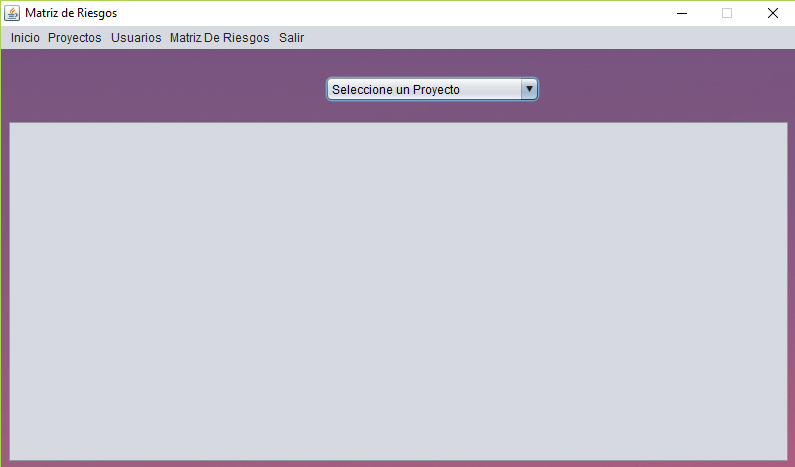 Matriz de Riesgos
Inicio Proyectos Usuarios Matriz De Riesgos Salir
Seleccione un Proyecto